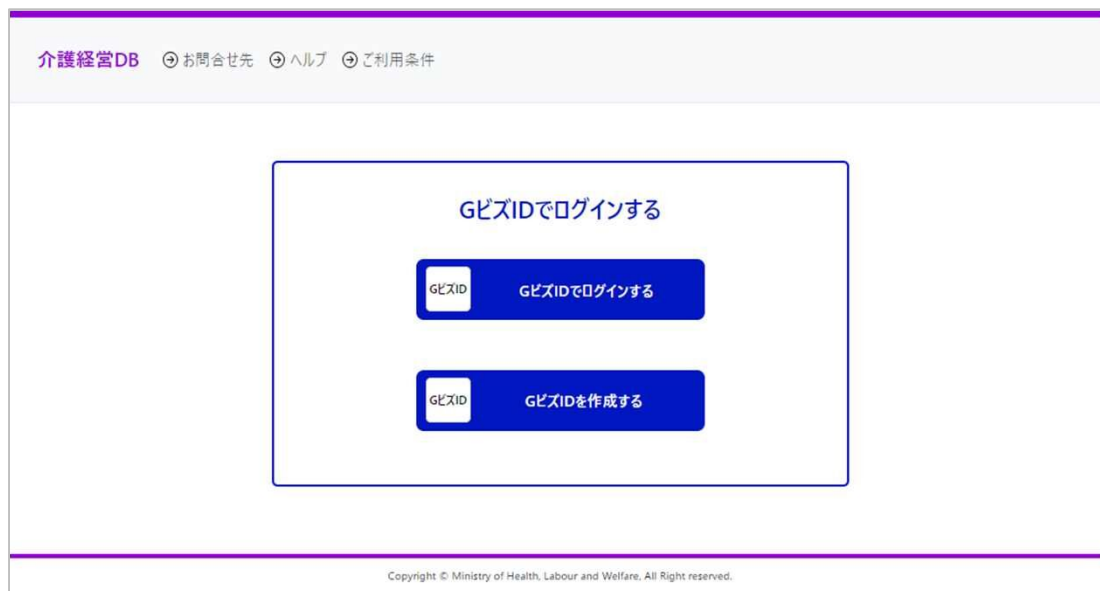 介護経営DB お問合せ先 ヘルプ ご利用条件
GビズIDでログインする
GビズID GビズIDでログインする
GビズID GビズIDを作成する
Copyright © Ministry of Health, Labour and Welfare, All Right reserved.